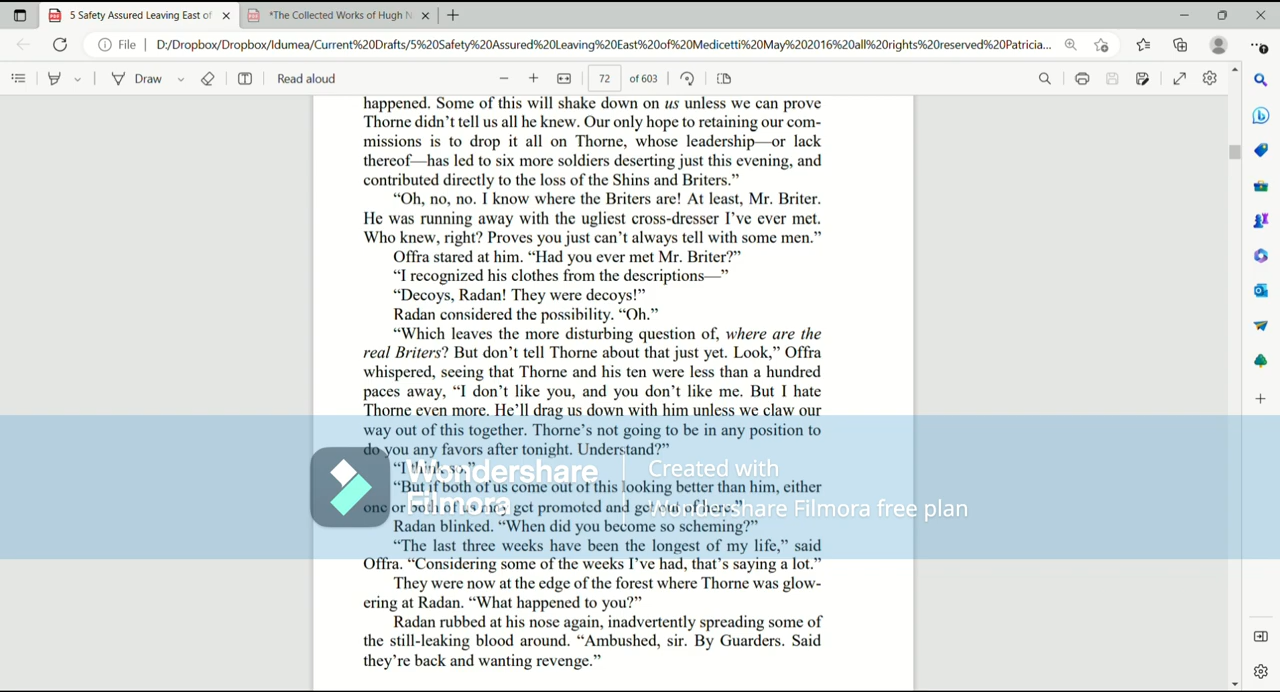 5 Safety Assured Leaving East of
*The Collected Works of Hugh N
File
D:/Dropbox/Dropbox/Idumea/Current%20Drafts/5%20Safety%20Assured%20Leaving%20East%20of%20Medicetti%20May%202016%20all%20rights%20reserved%20Patricia...
Draw
Read aloud
72 of 603
happened. Some of this will shake down on us unless we can prove
Thorne didn’t tell us all he knew. Our only hope to retaining our com-
missions is to drop it all on Thorne, whose leadership—or lack
thereof—has led to six more soldiers deserting just this evening, and
contributed directly to the loss of the Shins and Briters.”
“Oh, no, no. I know where the Briters are! At least, Mr. Briter.
He was running away with the ugliest cross-dresser I’ve ever met.
Who knew, right? Proves you just can’t always tell with some men.”
Offra stared at him. “Had you ever met Mr. Briter?”
“I recognized his clothes from the descriptions—”
“Decoys, Radan! They were decoys!”
Radan considered the possibility. “Oh.”
“Which leaves the more disturbing question of, where are the
real Briters? But don’t tell Thorne about that just yet. Look,” Offra
whispered, seeing that Thorne and his ten were less than a hundred
paces away, “I don’t like you, and you don’t like me. But I hate
Thorne even more. He’ll drag us down with him unless we claw our
way out of this together. Thorne’s not going to be in any position to
do you any favors after tonight. Understand?”
“I think so.”
“But if both of us come out of this looking better than him, either
one or both of us may get promoted and get out of here.”
Radan blinked. “When did you become so scheming?”
“The last three weeks have been the longest of my life,” said
Offra. “Considering some of the weeks I’ve had, that’s saying a lot.”
They were now at the edge of the forest where Thorne was glow-
ering at Radan. “What happened to you?”
Radan rubbed at his nose again, inadvertently spreading some of
the still-leaking blood around. “Ambushed, sir. By Guarders. Said
they’re back and wanting revenge.”
Wondershare
Filmora
Created with
Wondershare Filmora free plan